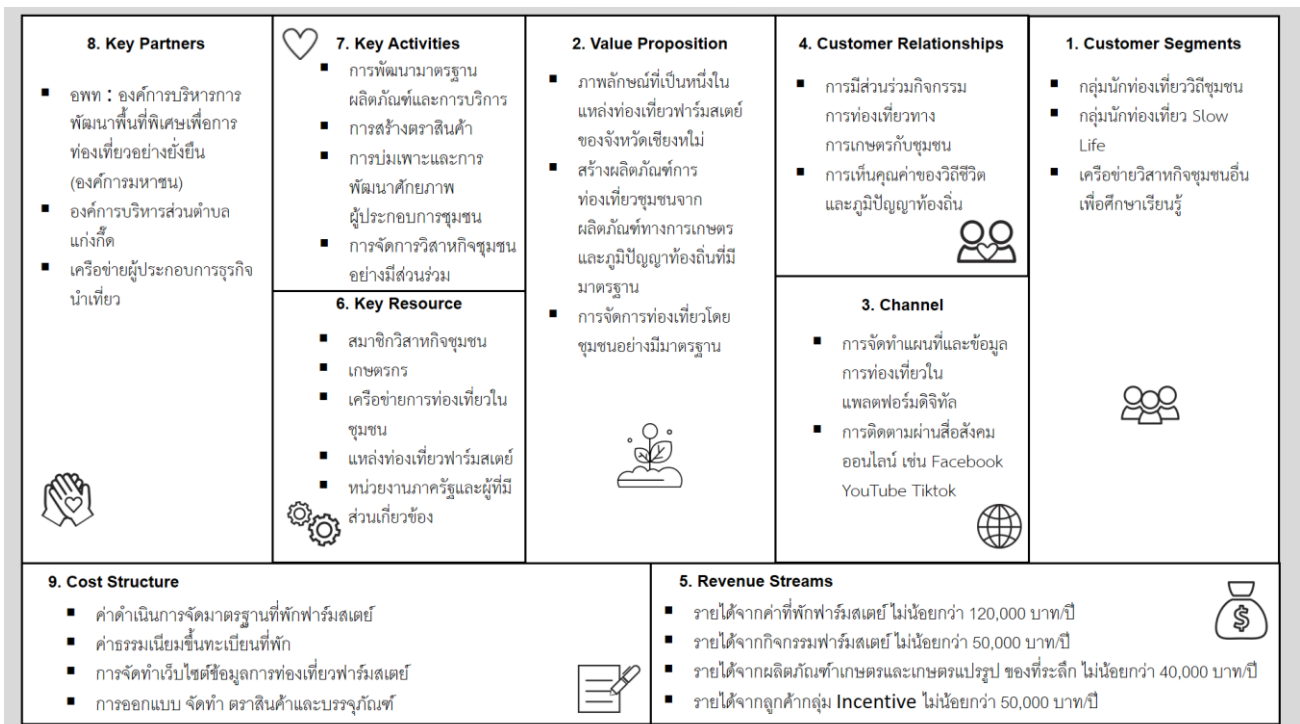 8. Key Partners
▪ อพท : องค์การบริหารการ
พัฒนาพื้นที่พิเศษเพื่อการ
ท่องเที่ยวอย่างยั่งยืน
(องค์การมหาชน)
▪ องค์การบริหารส่วนตำบล
แก่งกื๊ด
▪ เครือข่ายผู้ประกอบการธุรกิจ
นำเที่ยว
7. Key Activities
▪ การพัฒนามาตรฐาน
ผลิตภัณฑ์และการบริการ
▪ การสร้างตราสินค้า
▪ การบ่มเพาะและการ
พัฒนาศักยภาพ
ผู้ประกอบการชุมชน
▪ การจัดการวิสาหกิจชุมชน
อย่างมีส่วนร่วม
6. Key Resource
▪ สมาชิกวิสาหกิจชุมชน
▪ เกษตรกร
▪ เครือข่ายการท่องเที่ยวใน
ชุมชน
▪ แหล่งท่องเที่ยวฟาร์มสเตย์
▪ หน่วยงานภาครัฐและผู้ที่มี
ส่วนเกี่ยวข้อง
2. Value Proposition
▪ ภาพลักษณ์ที่เป็นหนึ่งใน
แหล่งท่องเที่ยวฟาร์มสเตย์
ของจังหวัดเชียงใหม่
▪ สร้างผลิตภัณฑ์การ
ท่องเที่ยวชุมชนจาก
ผลิตภัณฑ์ทางการเกษตร
และภูมิปัญญาท้องถิ่นที่มี
มาตรฐาน
▪ การจัดการท่องเที่ยวโดย
ชุมชนอย่างมีมาตรฐาน
4. Customer Relationships
▪ การมีส่วนร่วมกิจกรรม
การท่องเที่ยวทาง
การเกษตรกับชุมชน
▪ การเห็นคุณค่าของวิถีชีวิต
และภูมิปัญญาท้องถิ่น
3. Channel
▪ การจัดทำแผนที่และข้อมูล
การท่องเที่ยวใน
แพลตฟอร์มดิจิทัล
▪ การติดตามผ่านสื่อสังคม
ออนไลน์ เช่น Facebook
YouTube Tiktok
1. Customer Segments
▪ กลุ่มนักท่องเที่ยววิถีชุมชน
▪ กลุ่มนักท่องเที่ยว Slow
Life
▪ เครือข่ายวิสาหกิจชุมชนอื่น
เพื่อศึกษาเรียนรู้
9. Cost Structure
▪ ค่าดำเนินการจัดมาตรฐานที่พักฟาร์มสเตย์
▪ ค่าธรรมเนียมขึ้นทะเบียนที่พัก
▪ การจัดทำเว็บไซต์ข้อมูลการท่องเที่ยวฟาร์มสเตย์
▪ การออกแบบ จัดทำ ตราสินค้าและบรรจุภัณฑ์
5. Revenue Streams
▪ รายได้จากค่าที่พักฟาร์มสเตย์ ไม่น้อยกว่า 120,000 บาท/ปี
▪ รายได้จากกิจกรรมฟาร์มสเตย์ ไม่น้อยกว่า 50,000 บาท/ปี
▪ รายได้จากผลิตภัณฑ์เกษตรและเกษตรแปรรูป ของที่ระลึก ไม่น้อยกว่า 40,000 บาท/ปี
▪ รายได้จากลูกค้ากลุ่ม Incentive ไม่น้อยกว่า 50,000 บาท/ปี
$